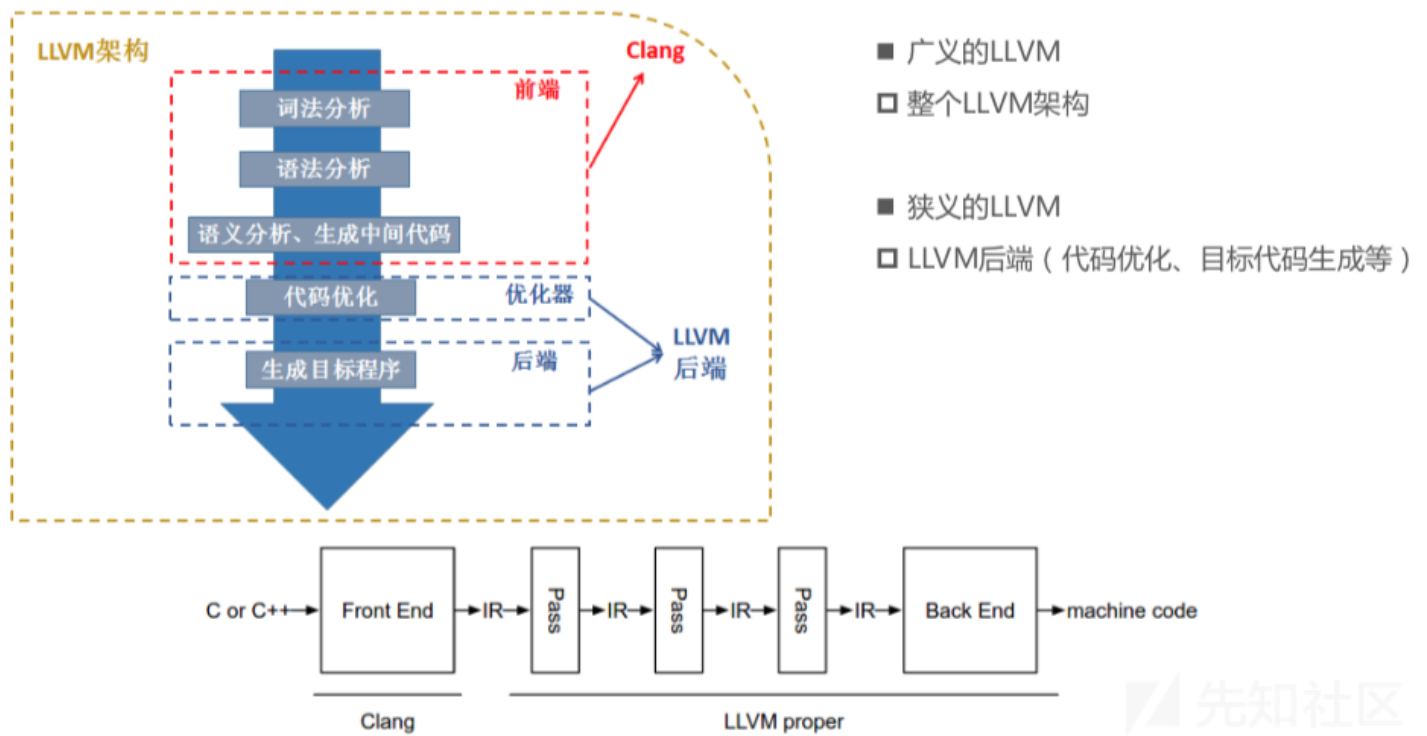 LLVM架构
Clang
前端
词法分析
语法分析
语义分析、生成中间代码
代码优化
优化器
LLVM
后端
后端
生成目标程序
广义的LLVM
整个LLVM架构
狭义的LLVM
LLVM后端（代码优化、目标代码生成等）
C or C++
Front End
IR
Pass
IR
Pass
IR
Pass
IR
Back End
machine code
Clang
LLVM proper
先知社区